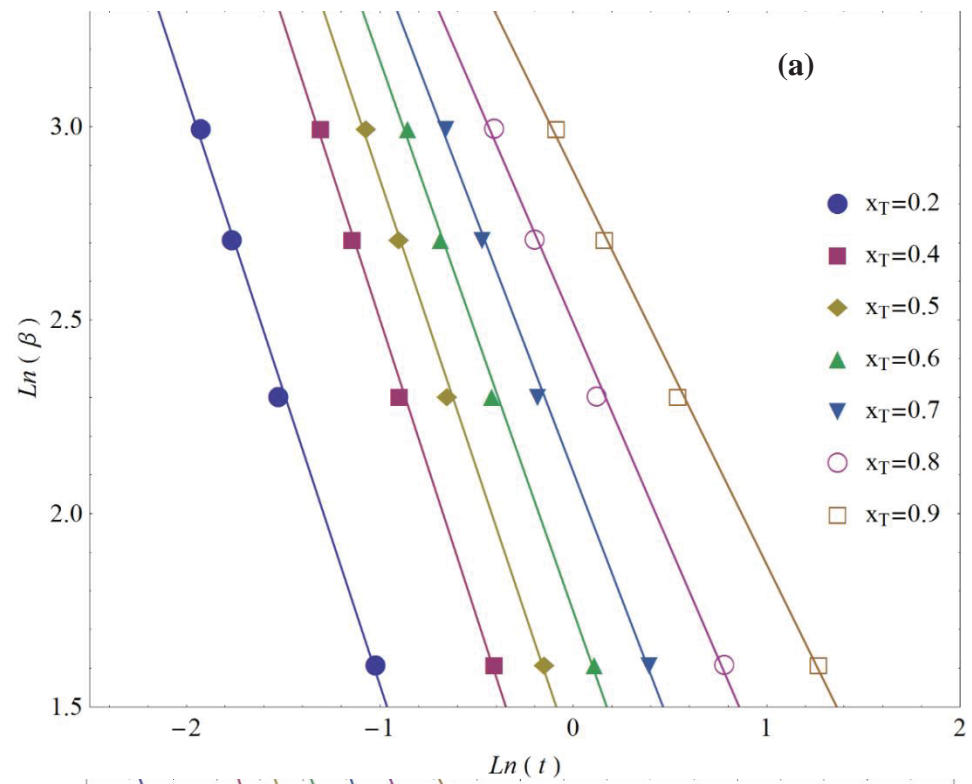 (a)
3.0
2.5
2.0
1.5
Ln ( β )
x_T=0.2
x_T=0.4
x_T=0.5
x_T=0.6
x_T=0.7
x_T=0.8
x_T=0.9
−2 −1 0 1 2
Ln ( t )